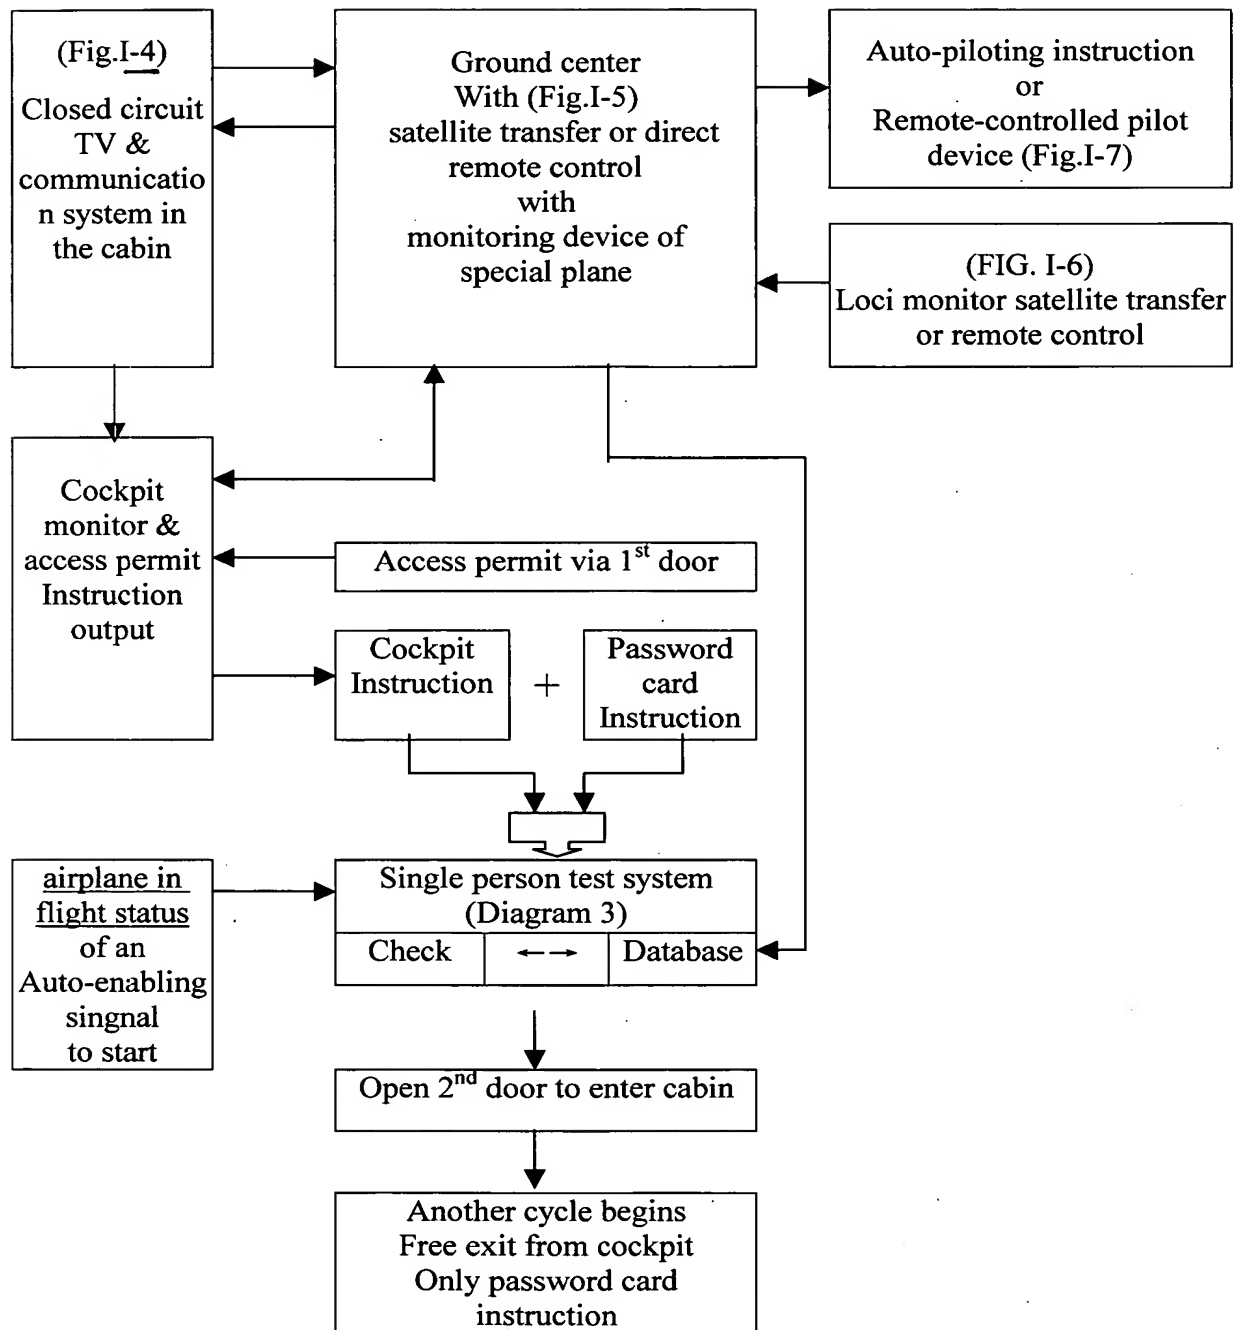 (Fig.I-4)
Closed circuit
TV &
communicatio
n system in
the cabin
Ground center
With (Fig.I-5)
satellite transfer or direct
remote control
with
monitoring device of
special plane
Auto-piloting instruction
or
Remote-controlled pilot
device (Fig.I-7)
(FIG. I-6)
Loci monitor satellite transfer
or remote control
Cockpit
monitor &
access permit
Instruction
output
Access permit via 1st door
Cockpit
Instruction
+
Password
card
Instruction
airplane in
flight status
of an
Auto-enabling
singnal
to start
Single person test system
(Diagram 3)
Check
Database
Open 2nd door to enter cabin
Another cycle begins
Free exit from cockpit
Only password card
instruction